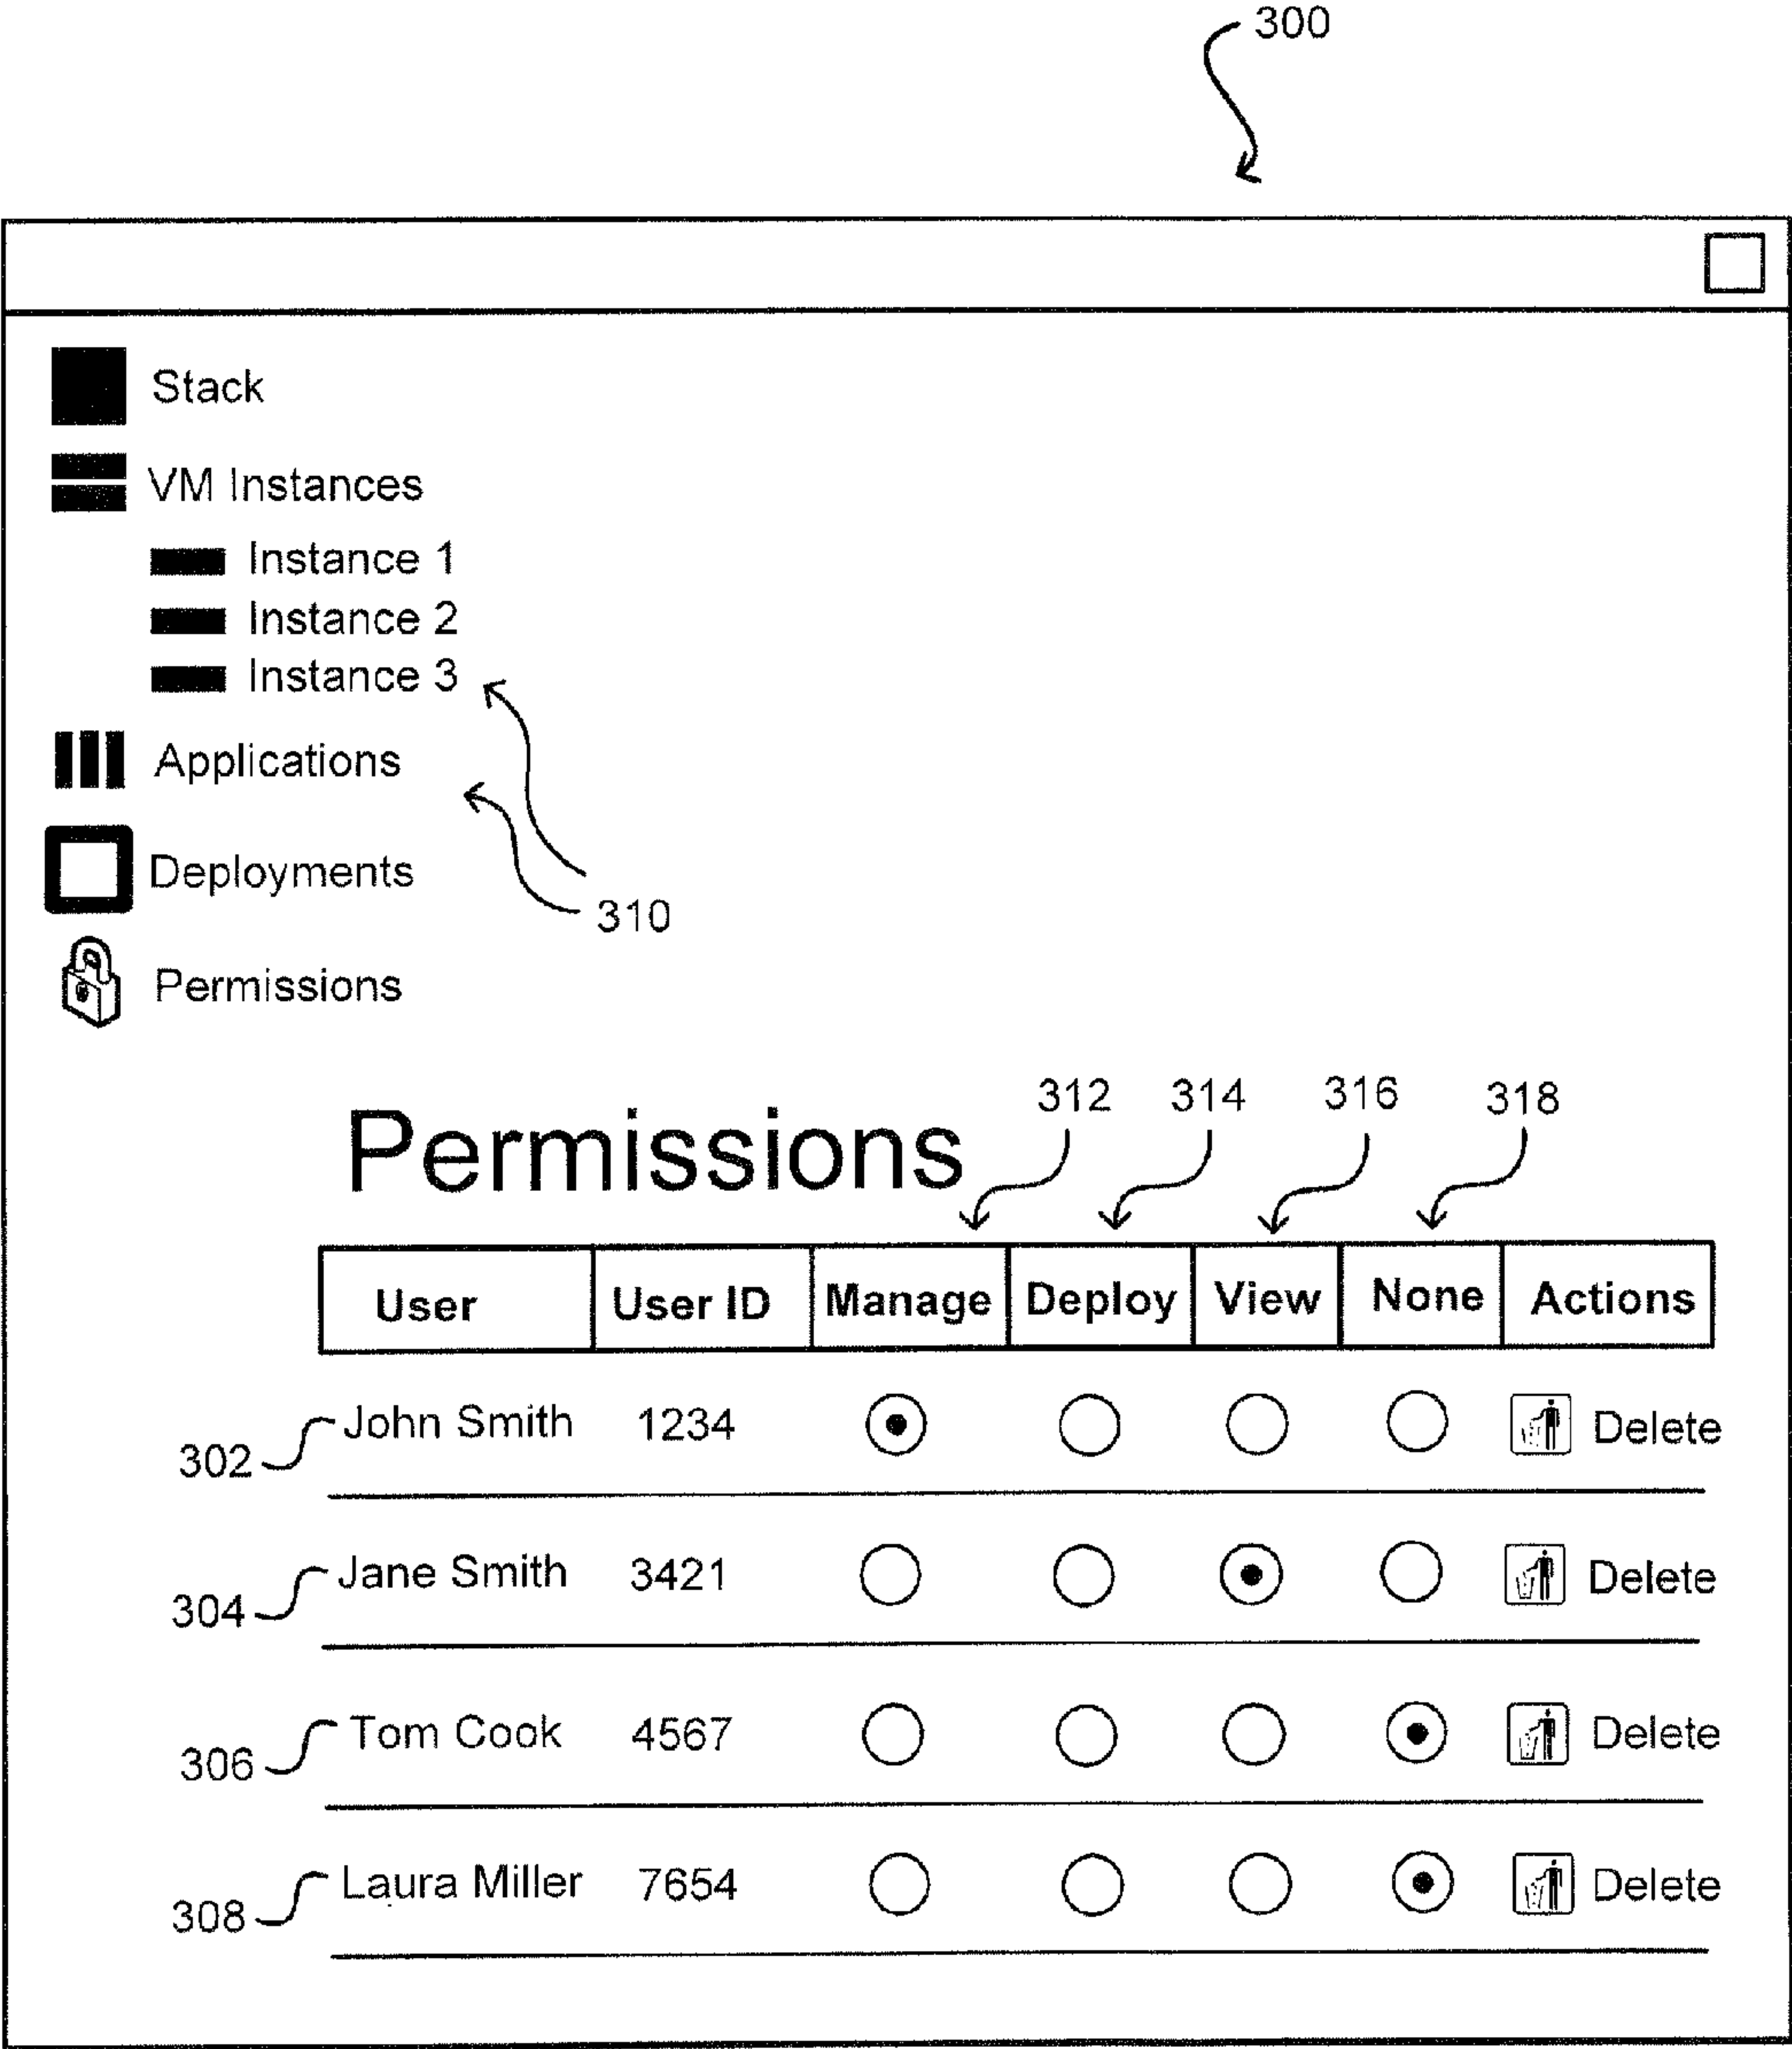 300
Stack
VM Instances
Instance 1
Instance 2
Instance 3
Applications
Deployments
310
Permissions
312 314 316 318
Permissions
User User ID Manage Deploy View None Actions
John Smith 1234 Delete
302
Jane Smith 3421 Delete
304
Tom Cook 4567 Delete
306
Laura Miller 7654 Delete
308